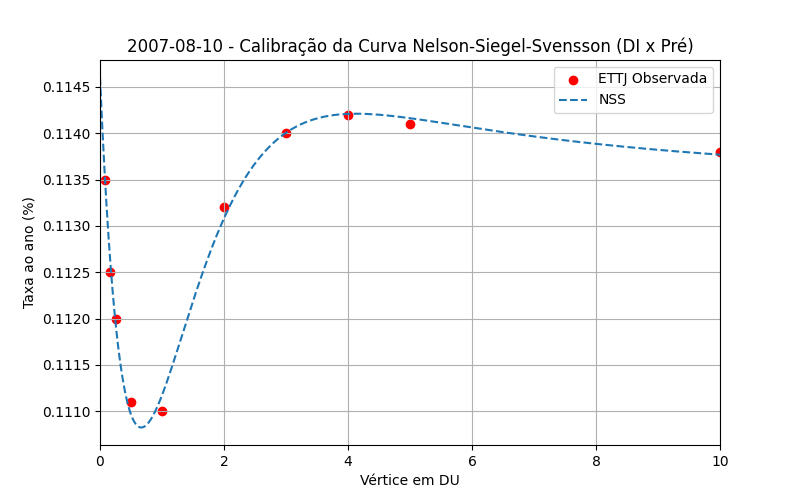 2007-08-10 - Calibração da Curva Nelson-Siegel-Svensson (DI x Pré)
ETTJ Observada
NSS
Taxa ao ano (%)
0.1145
0.1140
0.1135
0.1130
0.1125
0.1120
0.1115
0.1110
0
2
4
6
8
10
Vértice em DU